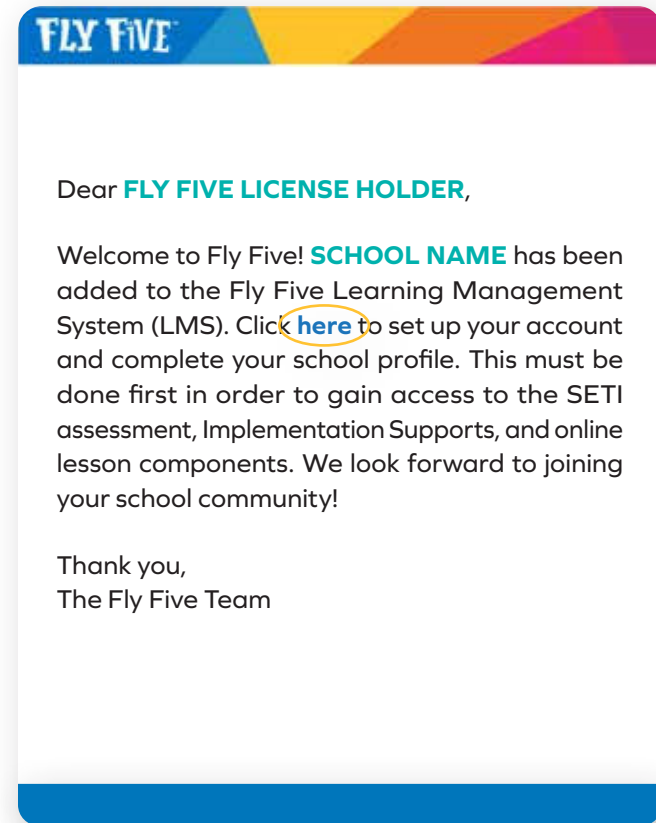 FLY FiVE
Dear FLY FIVE LICENSE HOLDER,
Welcome to Fly Five! SCHOOL NAME has been
added to the Fly Five Learning Management
System (LMS). Click here to set up your account
and complete your school profile. This must be
done first in order to gain access to the SETI
assessment, Implementation Supports, and online
lesson components. We look forward to joining
your school community!
Thank you,
The Fly Five Team